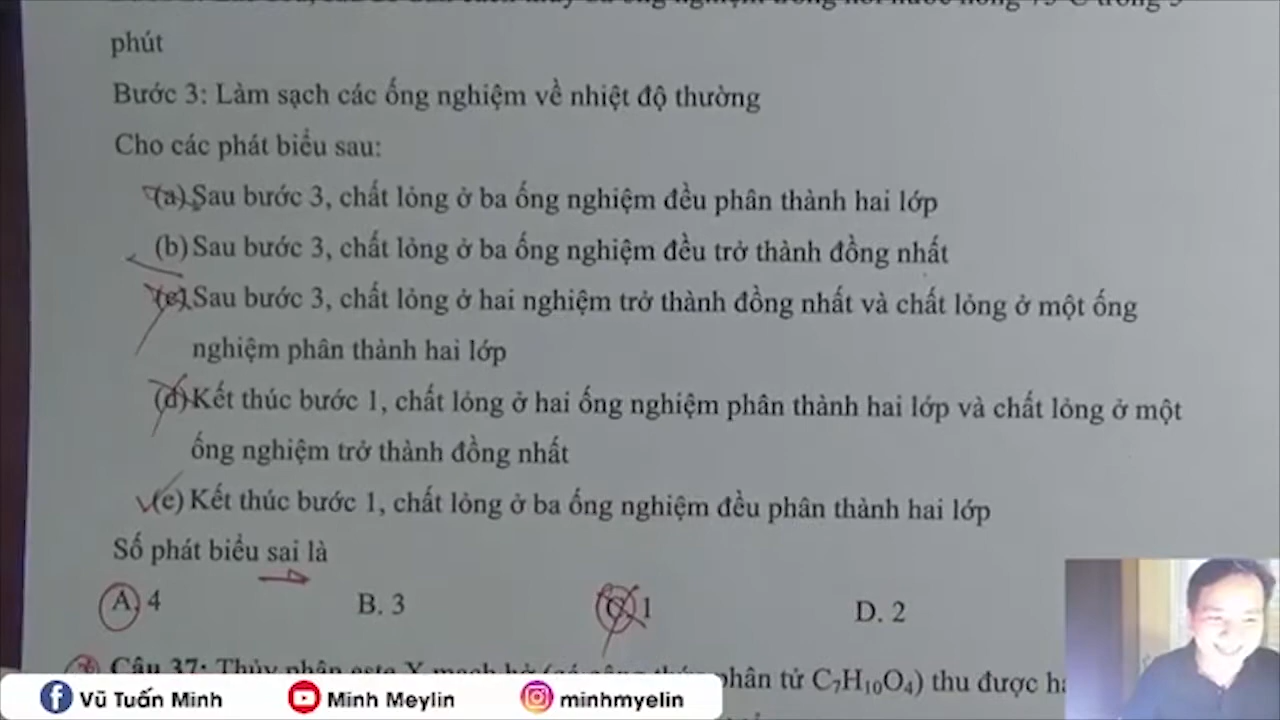 phút
Bước 3: Làm sạch các ống nghiệm về nhiệt độ thường
Cho các phát biểu sau:
(a) Sau bước 3, chất lỏng ở ba ống nghiệm đều phân thành hai lớp
(b) Sau bước 3, chất lỏng ở ba ống nghiệm đều trở thành đồng nhất
(c) Sau bước 3, chất lỏng ở hai nghiệm trở thành đồng nhất và chất lỏng ở một ống
nghiệm phân thành hai lớp
(d) Kết thúc bước 1, chất lỏng ở hai ống nghiệm phân thành hai lớp và chất lỏng ở một
ống nghiệm trở thành đồng nhất
(e) Kết thúc bước 1, chất lỏng ở ba ống nghiệm đều phân thành hai lớp
Số phát biểu sai là
A. 4 B. 3 C. 1 D. 2
Câu 37: Thủy phân este X mạch hở phân tử C₇H₁₀O₄) thu được
Vũ Tuấn Minh Minh Meylin minhmyelin